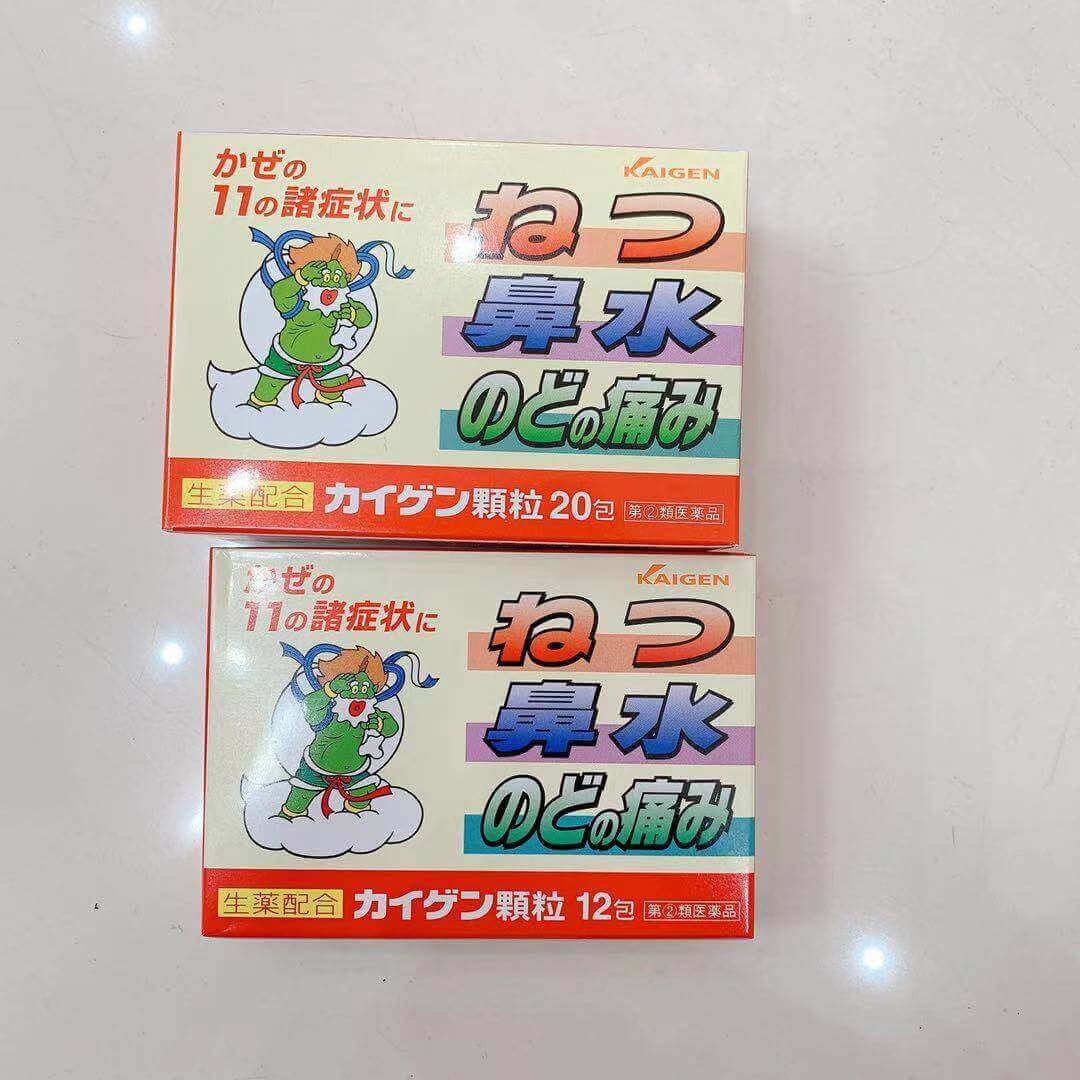 かぜの
11の諸症状に
KAIGEN
ねつ
鼻水
のどの痛み
生薬配合 カイゲン顆粒 20包 第②類医薬品
かぜの
11の諸症状に
KAIGEN
ねつ
鼻水
のどの痛み
生薬配合 カイゲン顆粒 12包 第②類医薬品